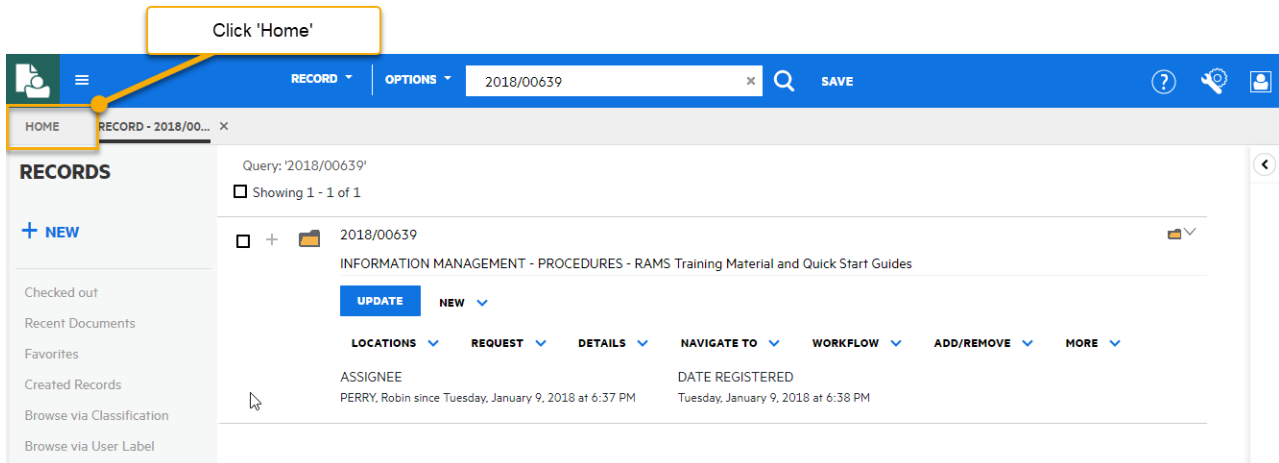 Click 'Home'
RECORD OPTIONS 2018/00639 × SAVE ?
HOME RECORD - 2018/00... ×
RECORDS
+ NEW
Checked out
Recent Documents
Favorites
Created Records
Browse via Classification
Browse via User Label
Query: '2018/00639'
Showing 1 - 1 of 1
2018/00639
INFORMATION MANAGEMENT - PROCEDURES - RAMS Training Material and Quick Start Guides
UPDATE NEW
LOCATIONS REQUEST DETAILS NAVIGATE TO WORKFLOW ADD/REMOVE MORE
ASSIGNEE DATE REGISTERED
PERRY, Robin since Tuesday, January 9, 2018 at 6:37 PM Tuesday, January 9, 2018 at 6:38 PM